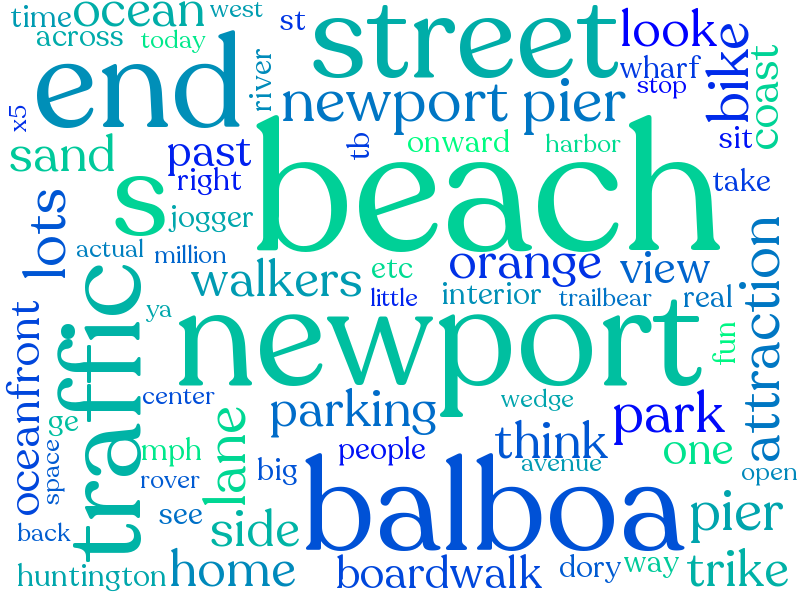 time
ocean
west
st
street
look
across
today
end
river
wharf
bike
stop
coast
x5
newport pier
sit
sand
past
tb
onward
harbor
right
s
beach
take
lots
jogger
actual
million
orange
view
walkers
etc
attraction
traffic
little
interior
trailbear
real
ya
newport
fun
oceanfront
center
parking
wedge
park
ge
lane
think
one
mph
people
avenue
space
rover
big
balboa
open
see
side
pier
back
huntington
home
boardwalk
dory
way
trike